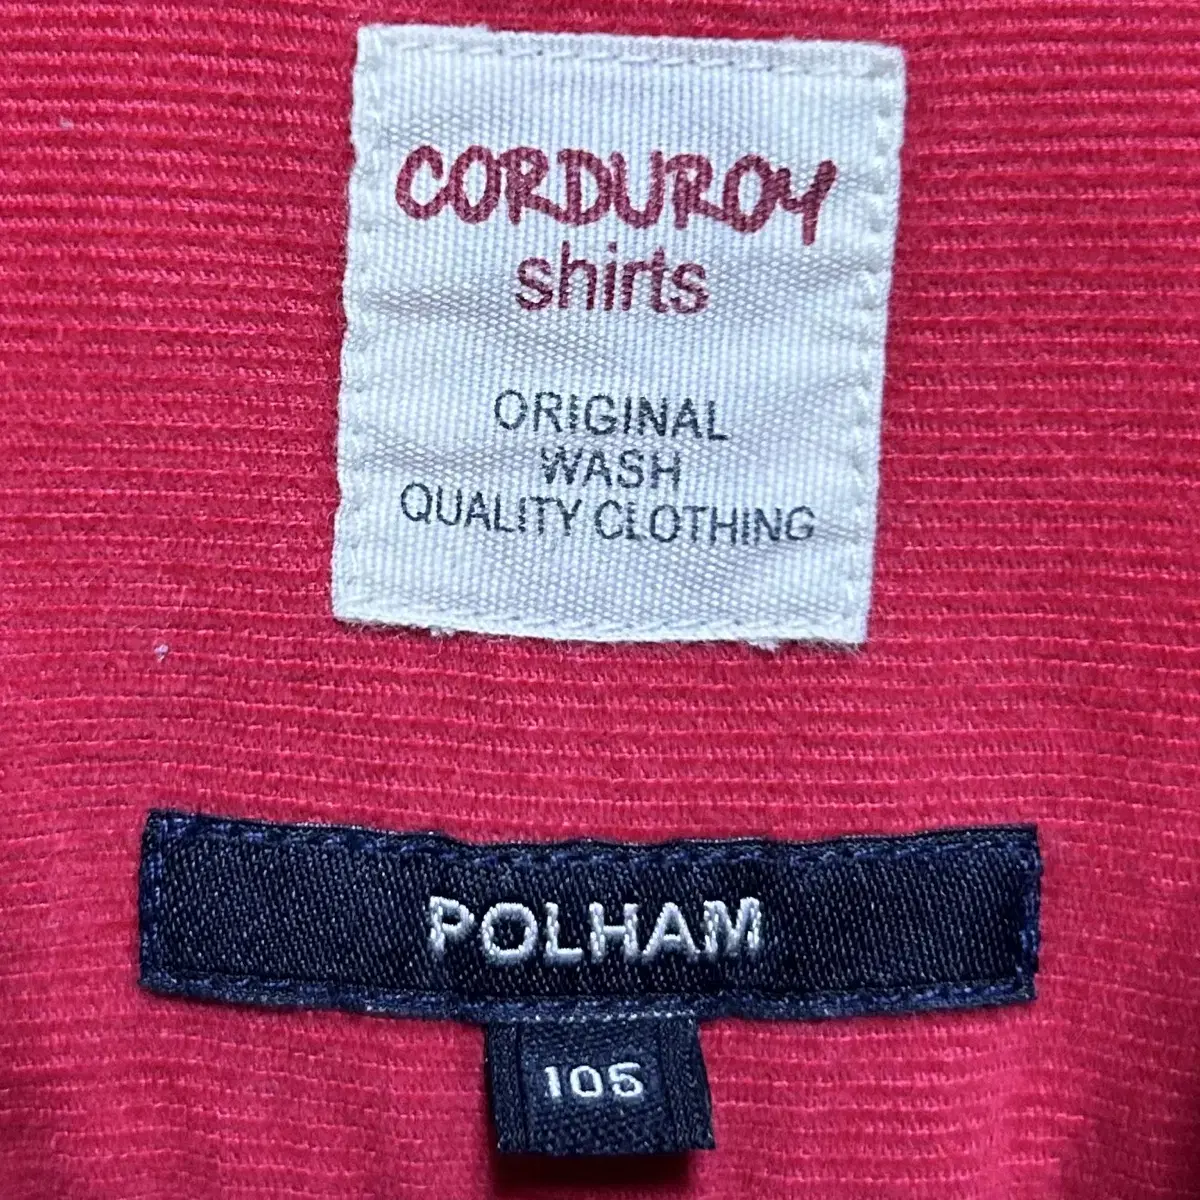 CORDUROY
shirts
ORIGINAL
WASH
QUALITY CLOTHING
POLHAM
105